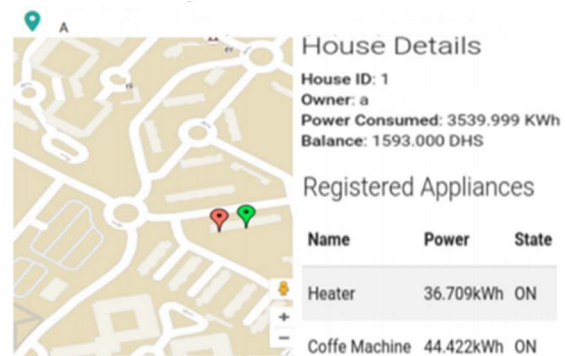 A
House Details
House ID: 1
Owner: a
Power Consumed: 3539.999 KWh
Balance: 1593.000 DHS
Registered Appliances
Name Power State
Heater 36.709kWh ON
Coffe Machine 44.422kWh ON